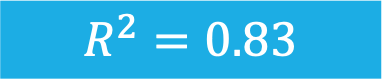 R² = 0.83